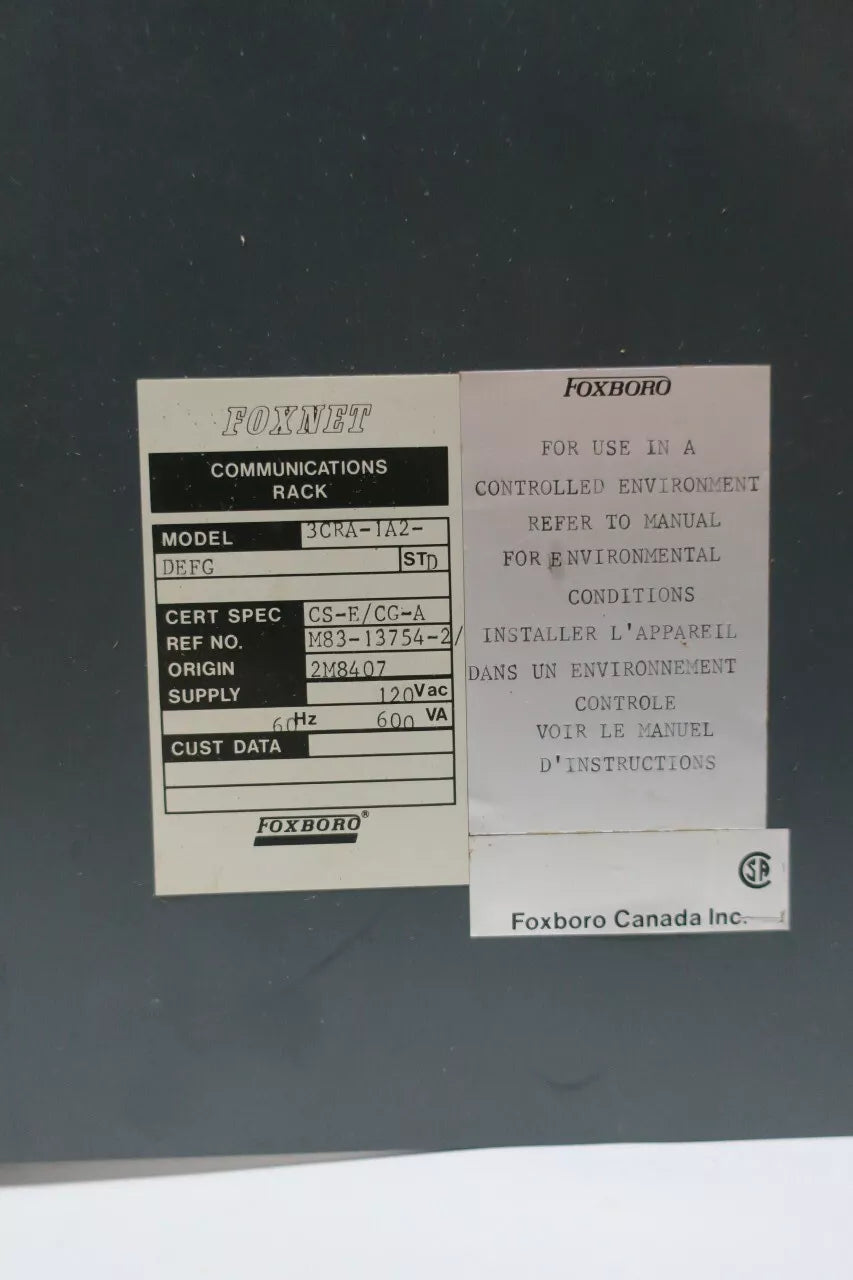 FOXNET
COMMUNICATIONS
RACK
MODEL 3CRA-1A2-
DEFG STD
CERT SPEC CS-E/CG-A
REF NO. M83-13754-2/
ORIGIN 2M8407
SUPPLY 120Vac
60Hz 600 VA
CUST DATA
FOXBORO®
FOXBORO
FOR USE IN A
CONTROLLED ENVIRONMENT
REFER TO MANUAL
FOR ENVIRONMENTAL
CONDITIONS
INSTALLER L'APPAREIL
DANS UN ENVIRONNEMENT
CONTROLE
VOIR LE MANUEL
D'INSTRUCTIONS
CSA
Foxboro Canada Inc.